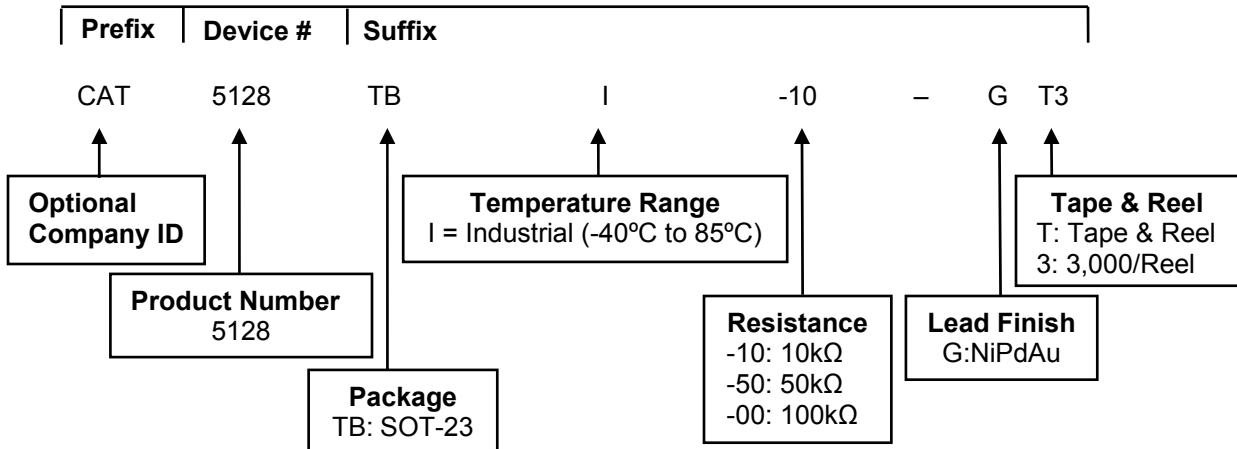 Prefix Device # Suffix
CAT 5128 TB I -10 – G T3
Optional
Company ID
Product Number
5128
Package
TB: SOT-23
Temperature Range
I = Industrial (-40ºC to 85ºC)
Resistance
-10: 10kΩ
-50: 50kΩ
-00: 100kΩ
Lead Finish
G:NiPdAu
Tape & Reel
T: Tape & Reel
3: 3,000/Reel